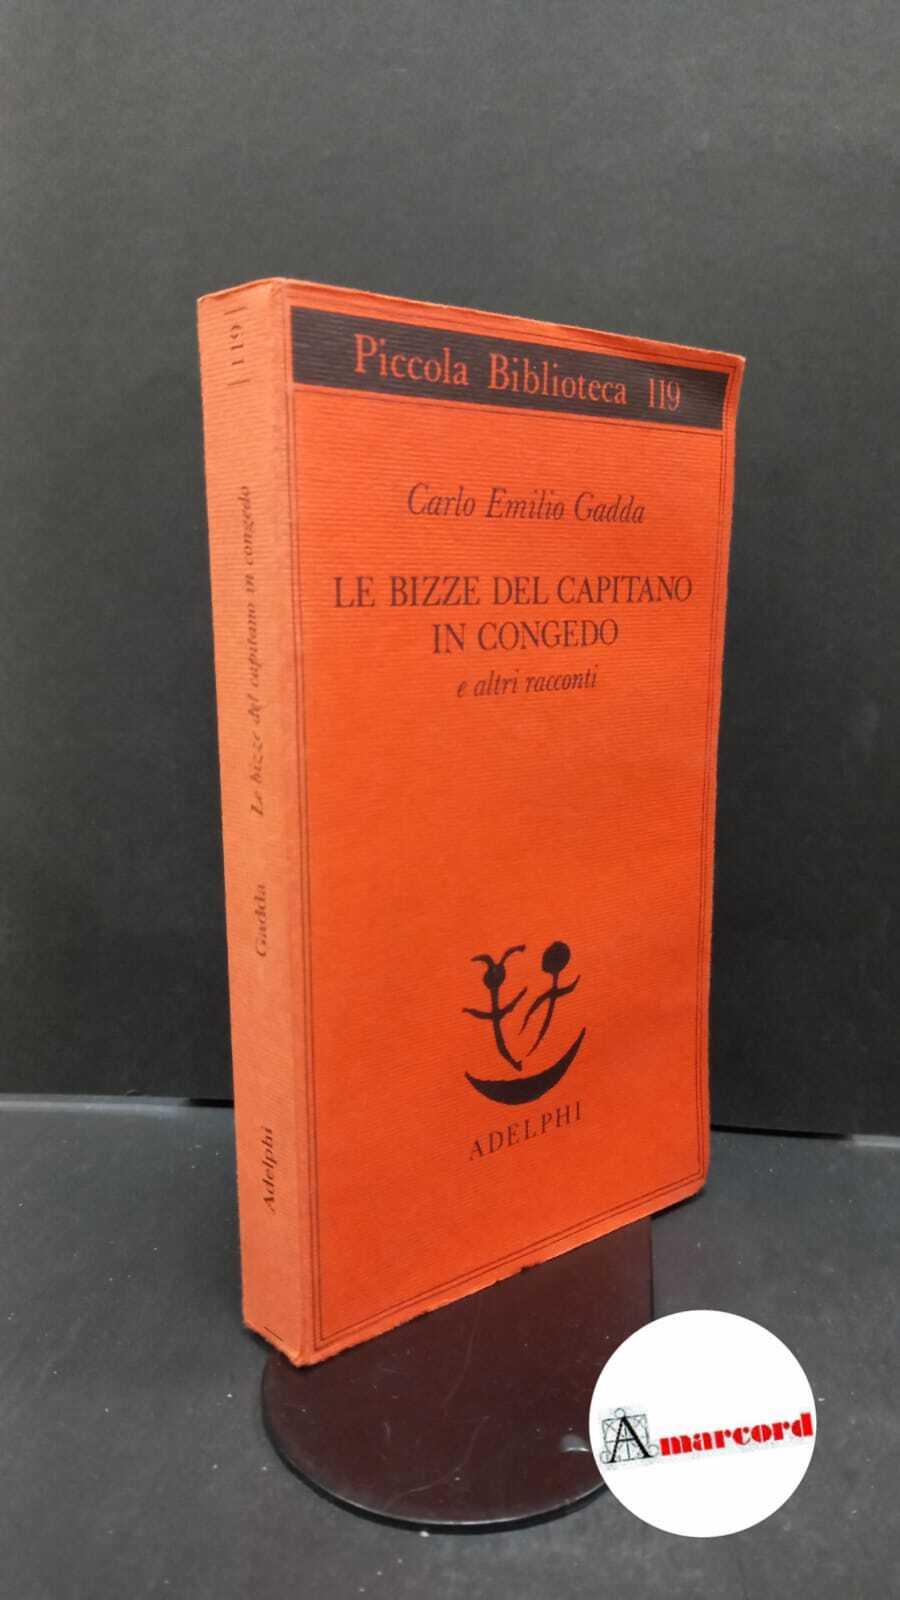 Piccola Biblioteca 119
Carlo Emilio Gadda
LE BIZZE DEL CAPITANO
IN CONGEDO
e altri racconti
ADELPHI
| 119 |
Le bizze del capitano in congedo
Gadda
Adelphi
Amarcord